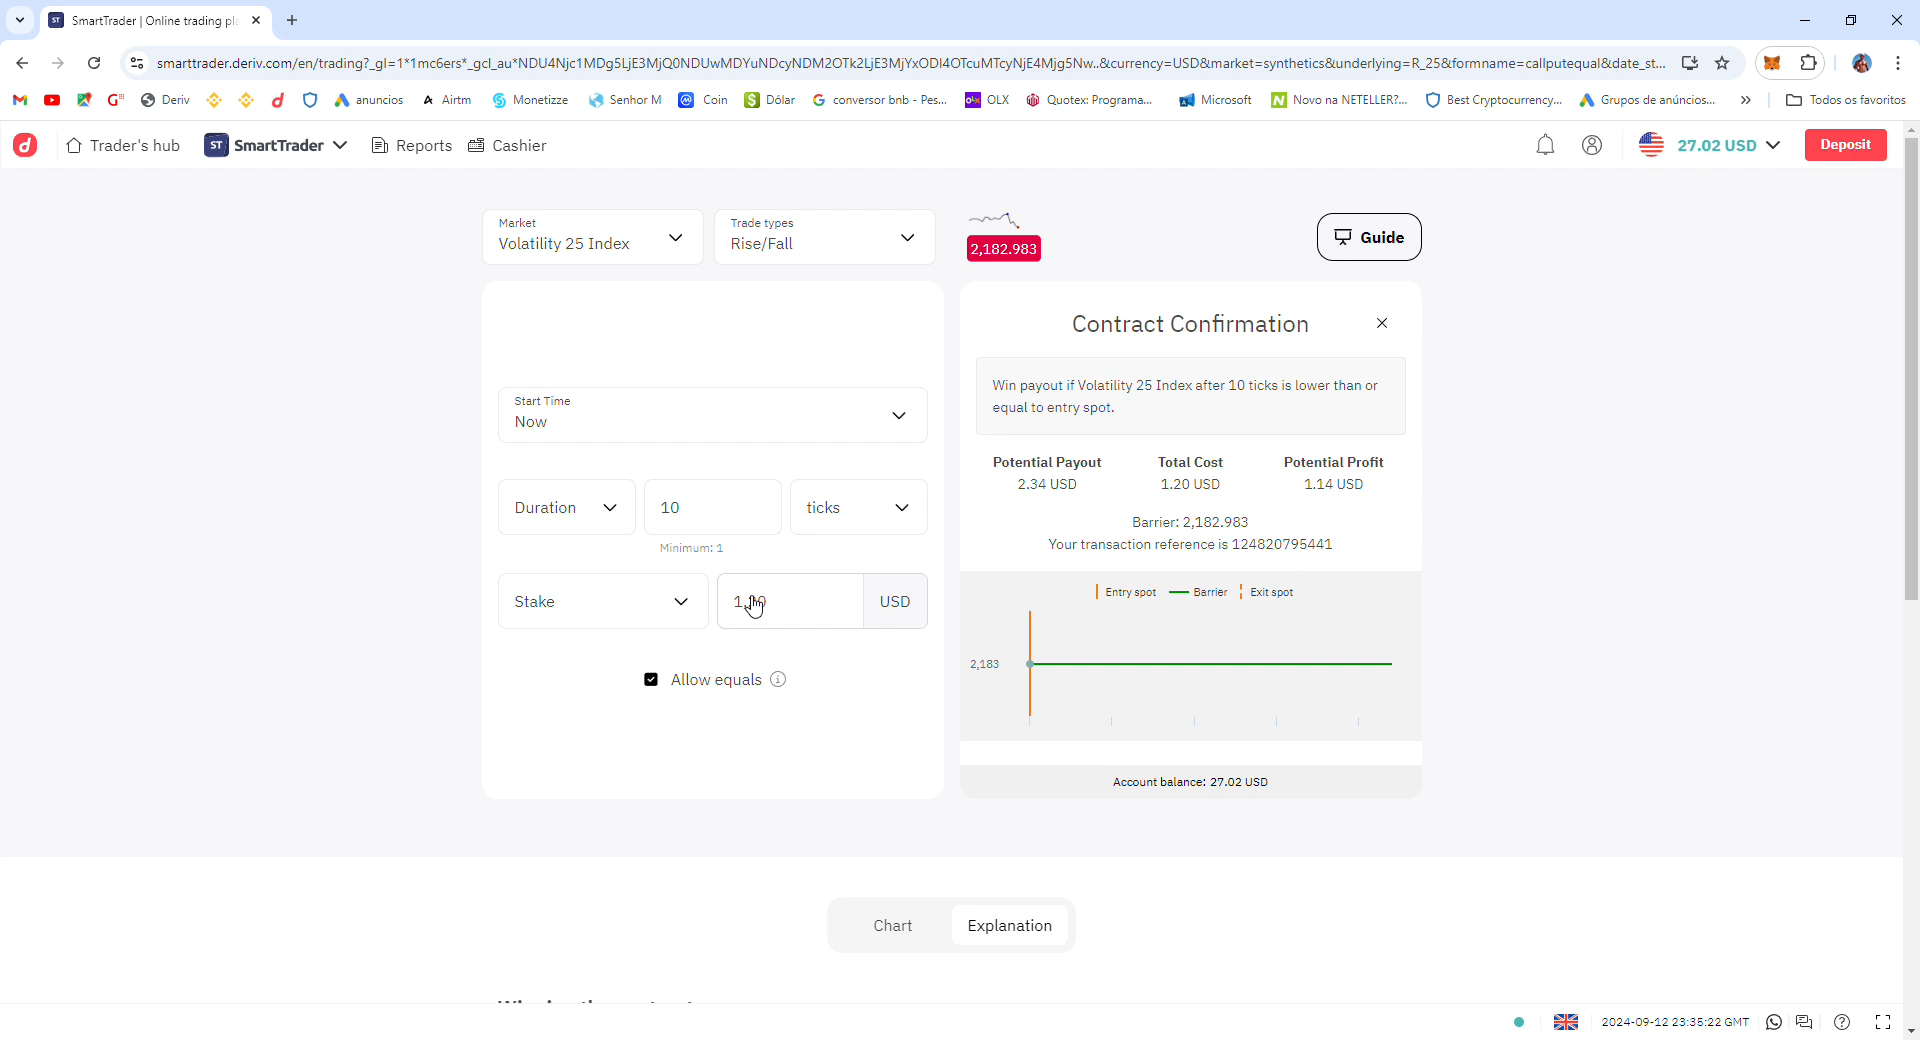 SmartTrader | Online trading pla
smarttrader.deriv.com/en/trading?_gl=1*1mc6ers*_gcl_au*NDU4Njc1MDg5LjE3MjQ0NDUwMDYuNDcyNDM2OTk2LjE3MjYxODI4OTcuMTcyNjE4Mjg5Nw..&currency=USD&market=synthetics&underlying=R_25&formname=callputequal&date_st...
Deriv
anuncios
Airtm
Monetizze
Senhor M
Coin
Dólar
conversor bnb - Pes...
OLX
Quotex: Programa...
Microsoft
Novo na NETELLER?...
Best Cryptocurrency...
Grupos de anúncios...
Todos os favoritos
Trader's hub
ST SmartTrader
Reports
Cashier
27.02 USD
Deposit
Market
Volatility 25 Index
Trade types
Rise/Fall
2,182.983
Guide
Start Time
Now
Duration
10
ticks
Minimum: 1
Stake
USD
Allow equals
Contract Confirmation
Win payout if Volatility 25 Index after 10 ticks is lower than or
equal to entry spot.
Potential Payout
2.34 USD
Total Cost
1.20 USD
Potential Profit
1.14 USD
Barrier: 2,182.983
Your transaction reference is 124820795441
Entry spot
Barrier
Exit spot
2,183
Account balance: 27.02 USD
Chart
Explanation
2024-09-12 23:35:22 GMT